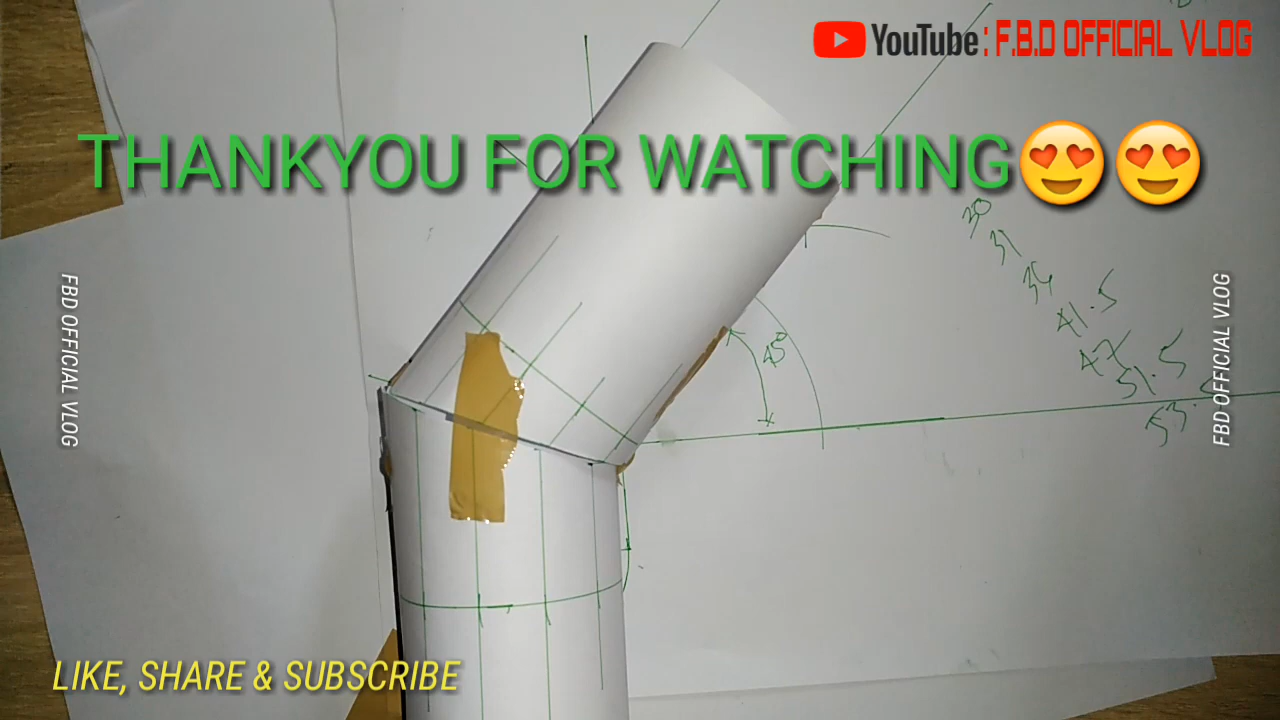 YouTube : F.B.D OFFICIAL VLOG
THANKYOU FOR WATCHING😍😍
FBD OFFICIAL VLOG
FBD OFFICIAL VLOG
30
31
34
41.5
47
51.5
45°
LIKE, SHARE & SUBSCRIBE